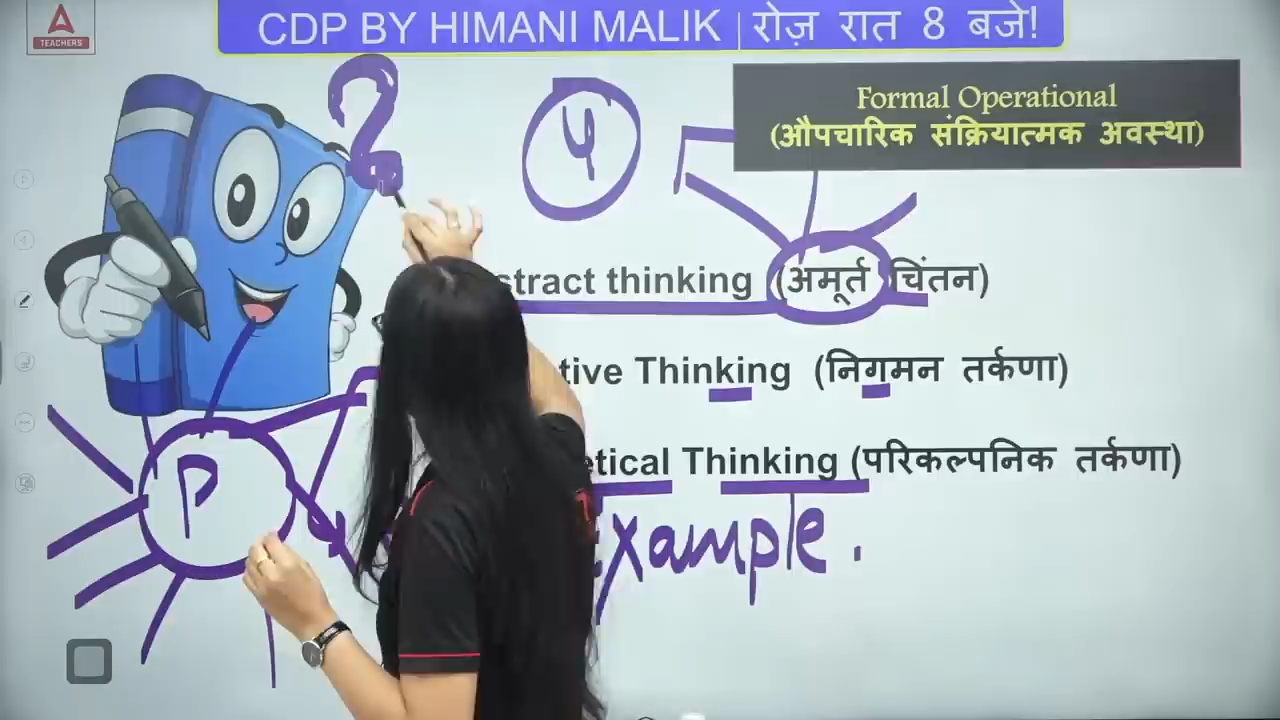 A
TEACHERS
CDP BY HIMANI MALIK | रोज़ रात 8 बजे!
Formal Operational
(औपचारिक संक्रियात्मक अवस्था)
2
4
stract thinking (अमूर्त चिंतन)
tive Thinking (निगमन तर्कणा)
etical Thinking (परिकल्पनिक तर्कणा)
P
Example.